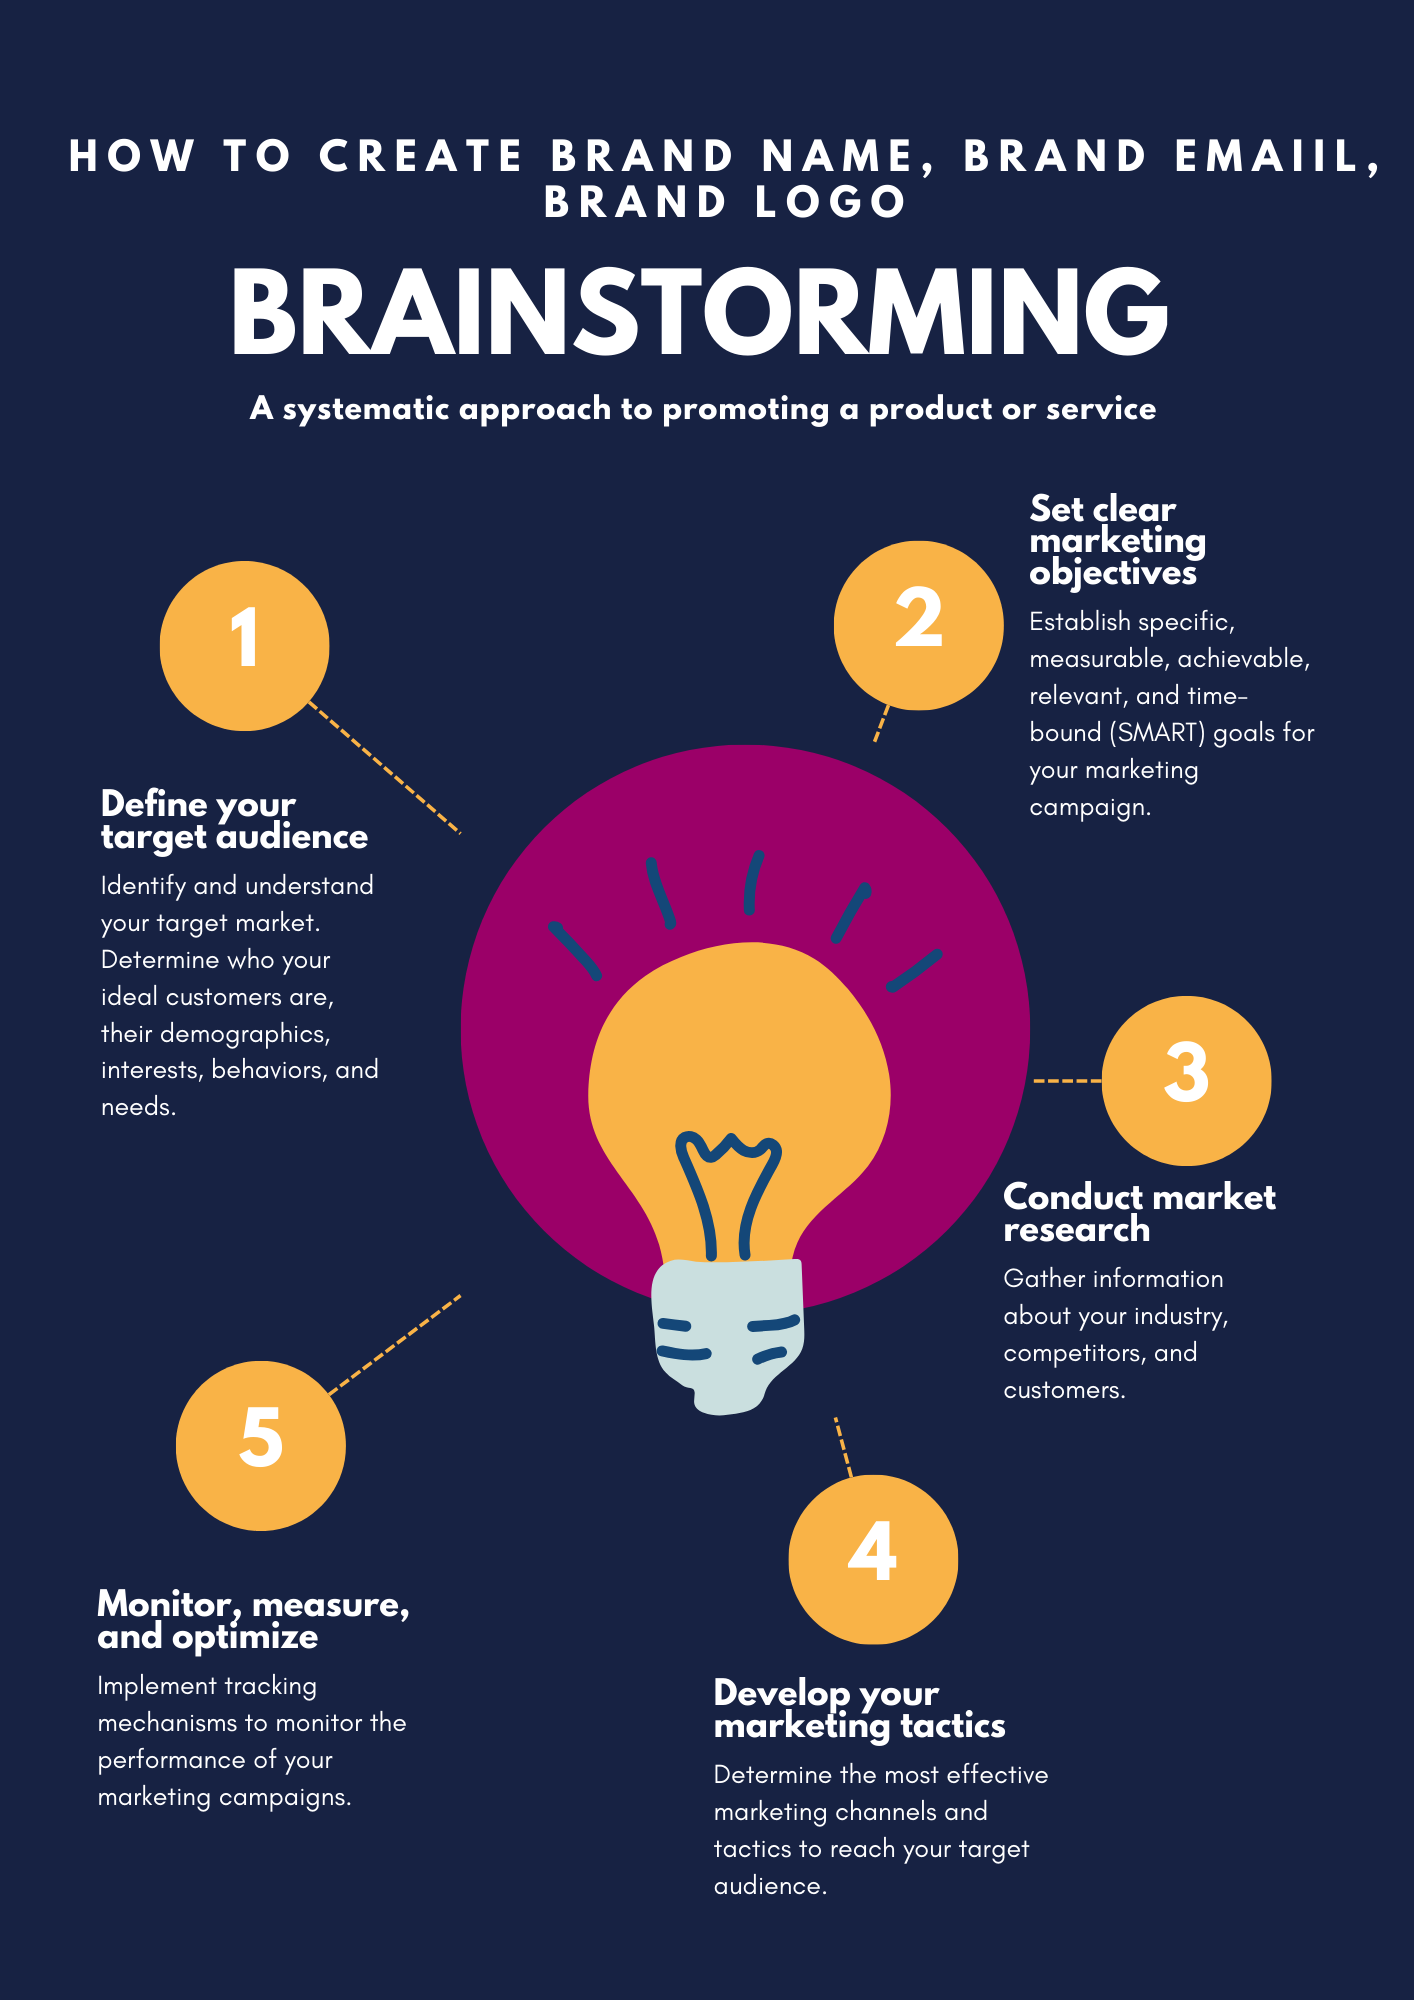 HOW TO CREATE BRAND NAME, BRAND EMAIIL,
BRAND LOGO
BRAINSTORMING
A systematic approach to promoting a product or service
1
Define your
target audience
Identify and understand
your target market.
Determine who your
ideal customers are,
their demographics,
interests, behaviors, and
needs.
2
Set clear
marketing
objectives
Establish specific,
measurable, achievable,
relevant, and time-
bound (SMART) goals for
your marketing
campaign.
3
Conduct market
research
Gather information
about your industry,
competitors, and
customers.
4
Develop your
marketing tactics
Determine the most effective
marketing channels and
tactics to reach your target
audience.
5
Monitor, measure,
and optimize
Implement tracking
mechanisms to monitor the
performance of your
marketing campaigns.